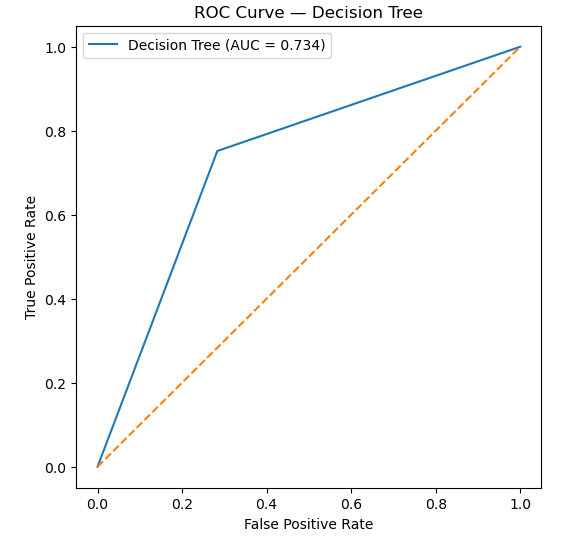 ROC Curve — Decision Tree
Decision Tree (AUC = 0.734)
True Positive Rate
1.0
0.8
0.6
0.4
0.2
0.0
0.0 0.2 0.4 0.6 0.8 1.0
False Positive Rate